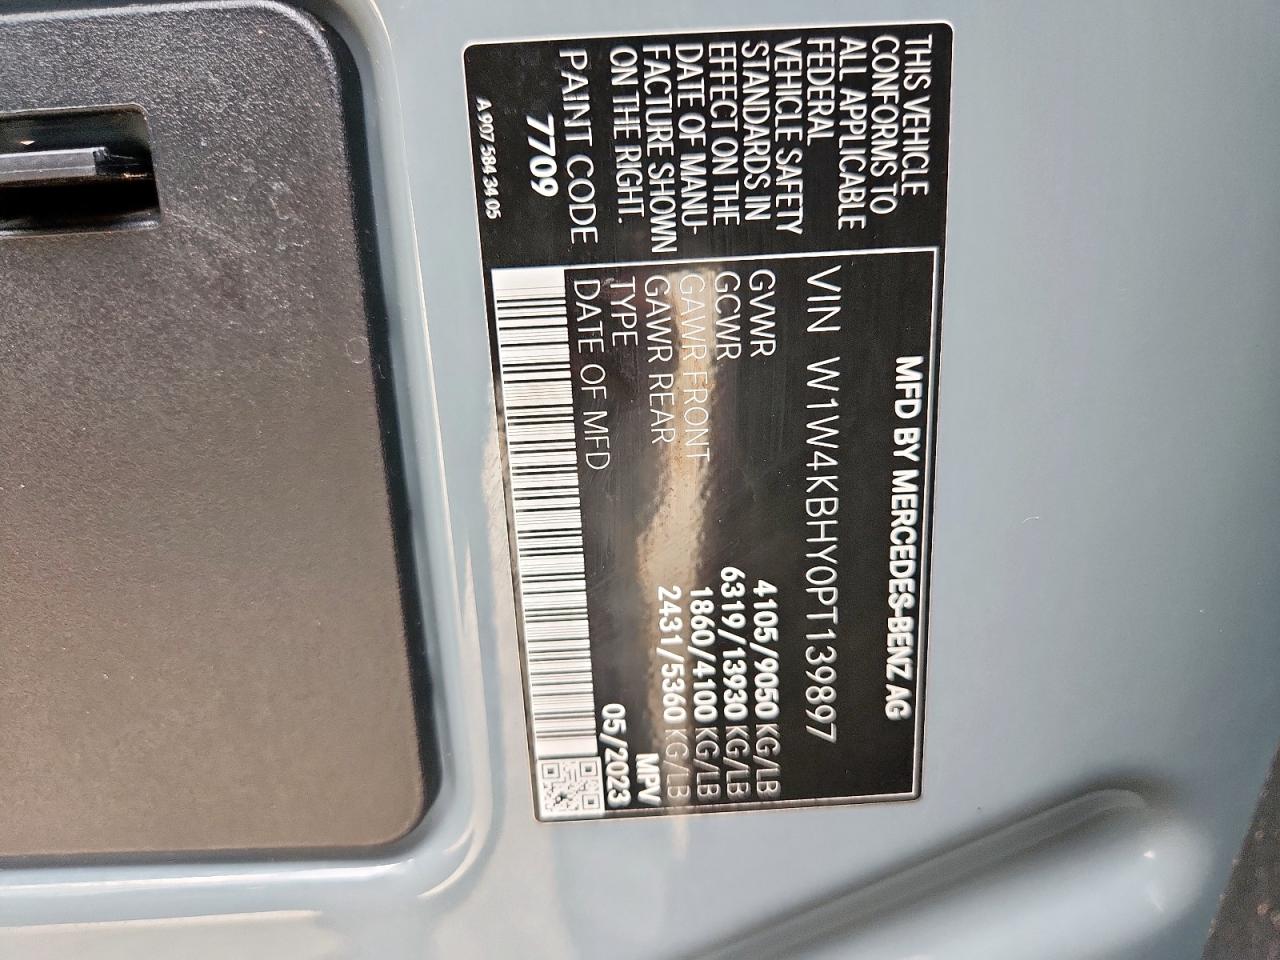 THIS VEHICLE
CONFORMS TO
ALL APPLICABLE
FEDERAL
VEHICLE SAFETY
STANDARDS IN
EFFECT ON THE
DATE OF MANU-
FACTURE SHOWN
ON THE RIGHT.
PAINT CODE
7709
A 907 584 34 05
MFD BY MERCEDES-BENZ AG
VIN W1W4KBHY0PT139897
GVWR 4105/9050 KG/LB
GCWR 6319/13930 KG/LB
GAWR FRONT 1860/4100 KG/LB
GAWR REAR 2431/5360 KG/LB
TYPE MPV
DATE OF MFD 05/2023